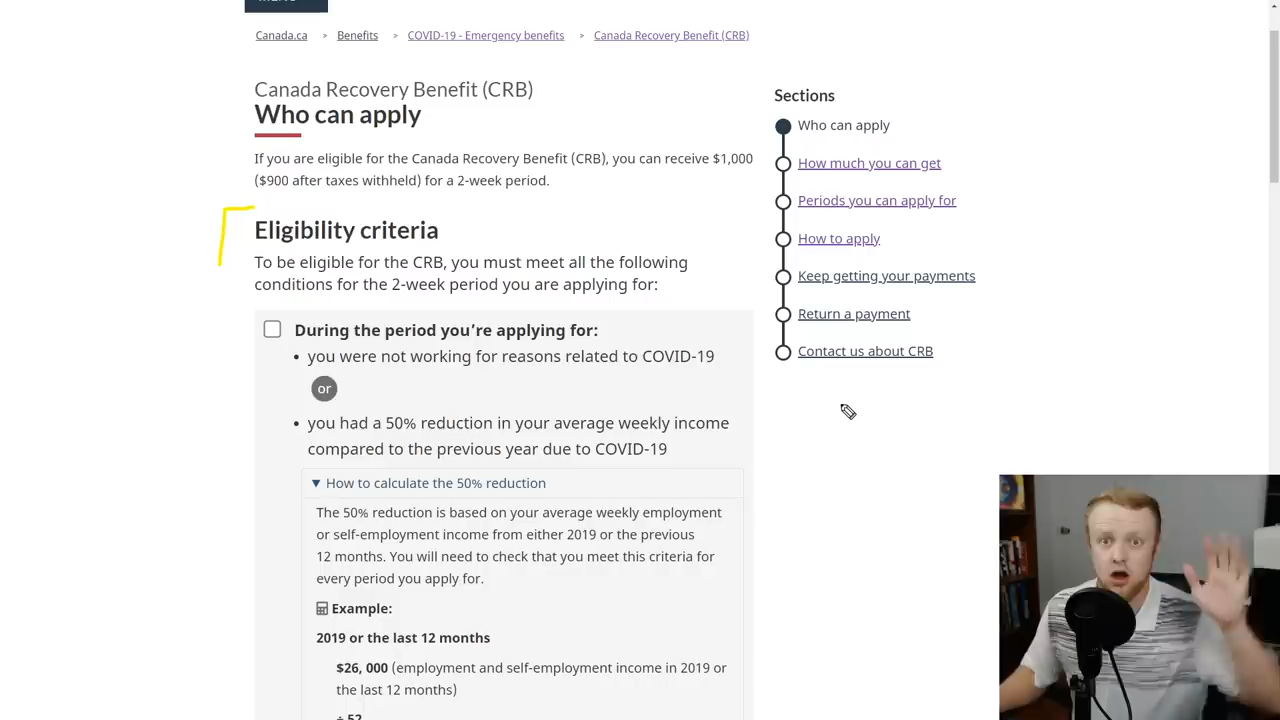 Canada.ca > Benefits > COVID-19 - Emergency benefits > Canada Recovery Benefit (CRB)
Canada Recovery Benefit (CRB)
Who can apply
If you are eligible for the Canada Recovery Benefit (CRB), you can receive $1,000
($900 after taxes withheld) for a 2-week period.
Eligibility criteria
To be eligible for the CRB, you must meet all the following
conditions for the 2-week period you are applying for:
During the period you’re applying for:
• you were not working for reasons related to COVID-19
or
• you had a 50% reduction in your average weekly income
compared to the previous year due to COVID-19
▼ How to calculate the 50% reduction
The 50% reduction is based on your average weekly employment
or self-employment income from either 2019 or the previous
12 months. You will need to check that you meet this criteria for
every period you apply for.
Example:
2019 or the last 12 months
$26, 000 (employment and self-employment income in 2019 or
the last 12 months)
÷ 52
Sections
Who can apply
How much you can get
Periods you can apply for
How to apply
Keep getting your payments
Return a payment
Contact us about CRB